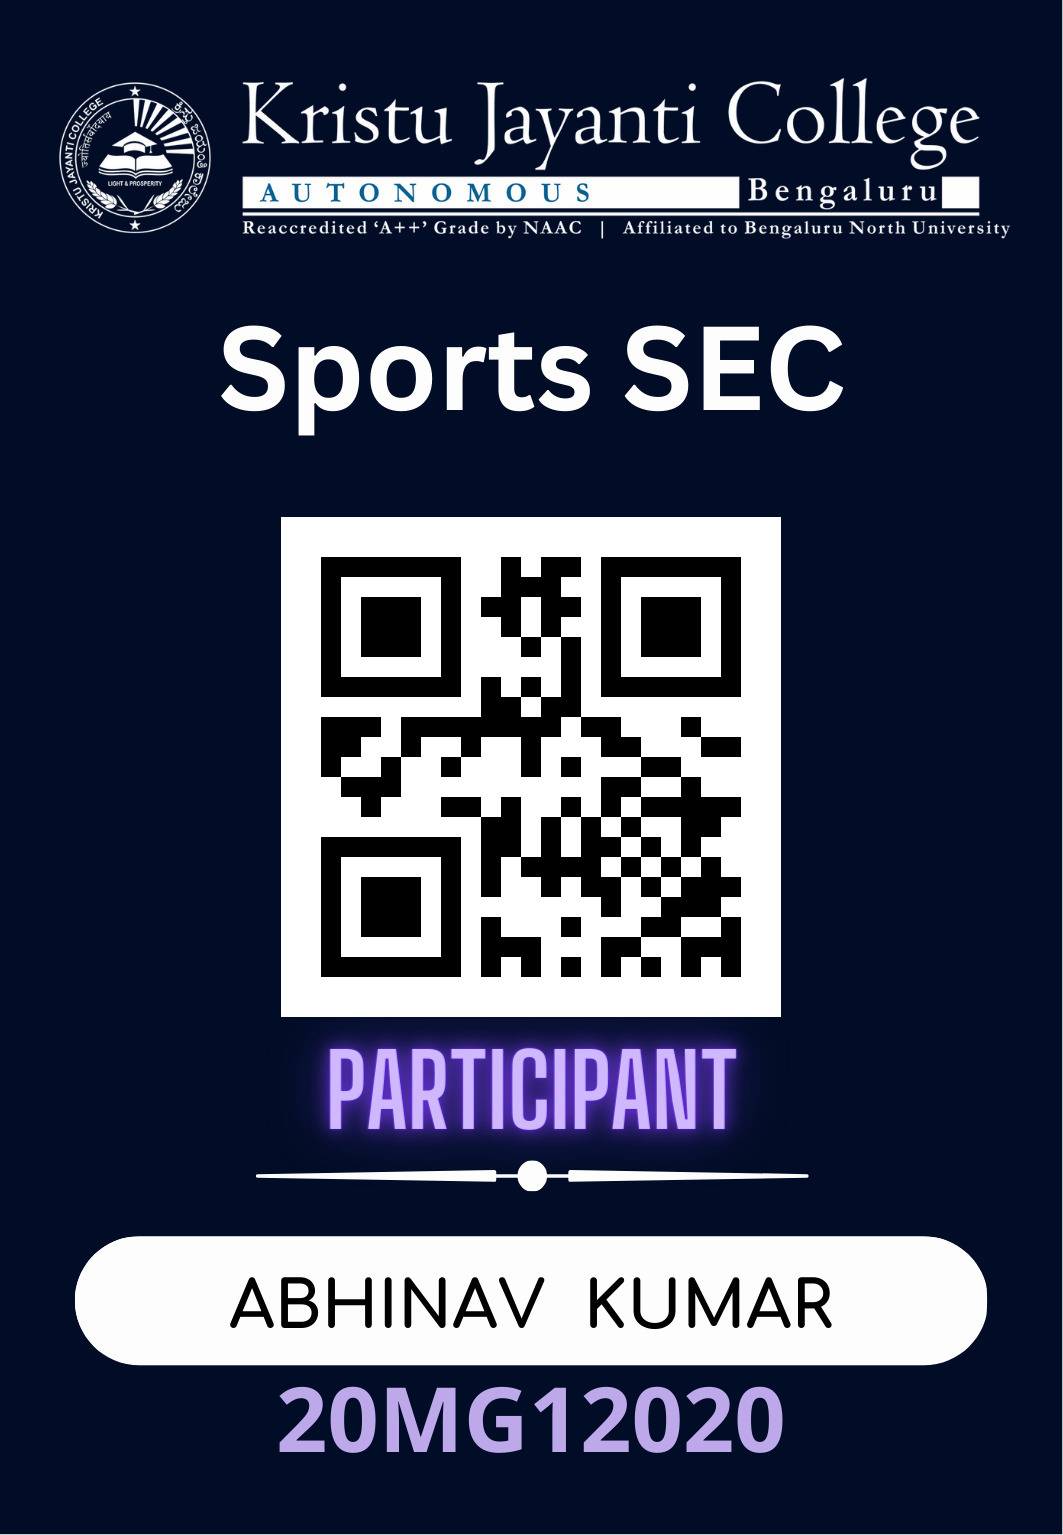 KRISTU JAYANTI COLLEGE
ಕ್ರಿಸ್ತು ಜಯಂತಿ ಕಾಲೇಜು
LIGHT & PROSPERITY
Kristu Jayanti College
AUTONOMOUS Bengaluru
Reaccredited ‘A++’ Grade by NAAC | Affiliated to Bengaluru North University
Sports SEC
PARTICIPANT
ABHINAV KUMAR
20MG12020